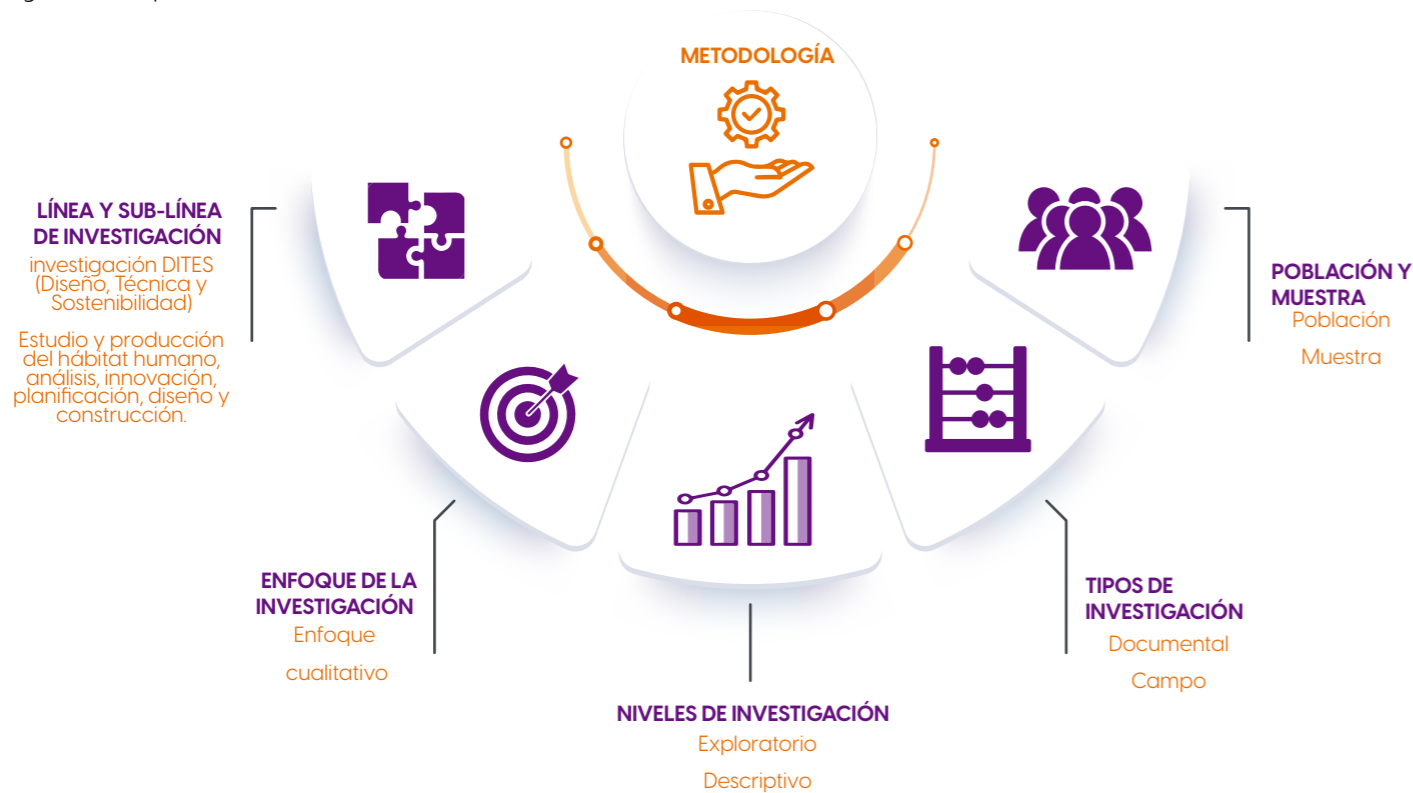 METODOLOGÍA
LÍNEA Y SUB-LÍNEA
DE INVESTIGACIÓN
investigación DITES
(Diseño, Técnica y
Sostenibilidad)
Estudio y producción
del hábitat humano,
análisis, innovación,
planificación, diseño y
construcción.
ENFOQUE DE LA
INVESTIGACIÓN
Enfoque
cualitativo
NIVELES DE INVESTIGACIÓN
Exploratorio
Descriptivo
TIPOS DE
INVESTIGACIÓN
Documental
Campo
POBLACIÓN Y
MUESTRA
Población
Muestra